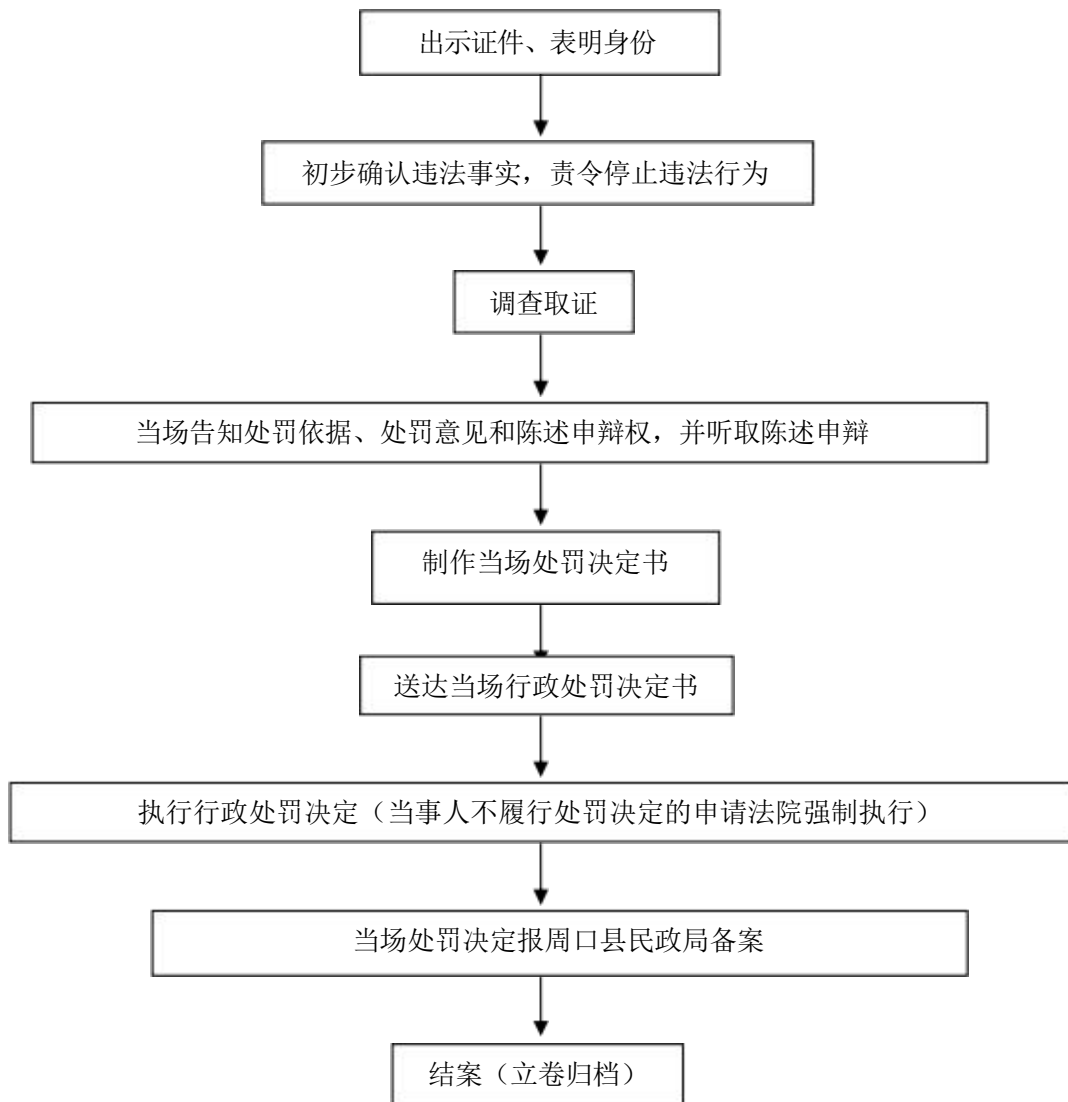 出示证件、表明身份
初步确认违法事实，责令停止违法行为
调查取证
当场告知处罚依据、处罚意见和陈述申辩权，并听取陈述申辩
制作当场处罚决定书
送达当场行政处罚决定书
执行行政处罚决定（当事人不履行处罚决定的申请法院强制执行）
当场处罚决定报周口县民政局备案
结案（立卷归档）